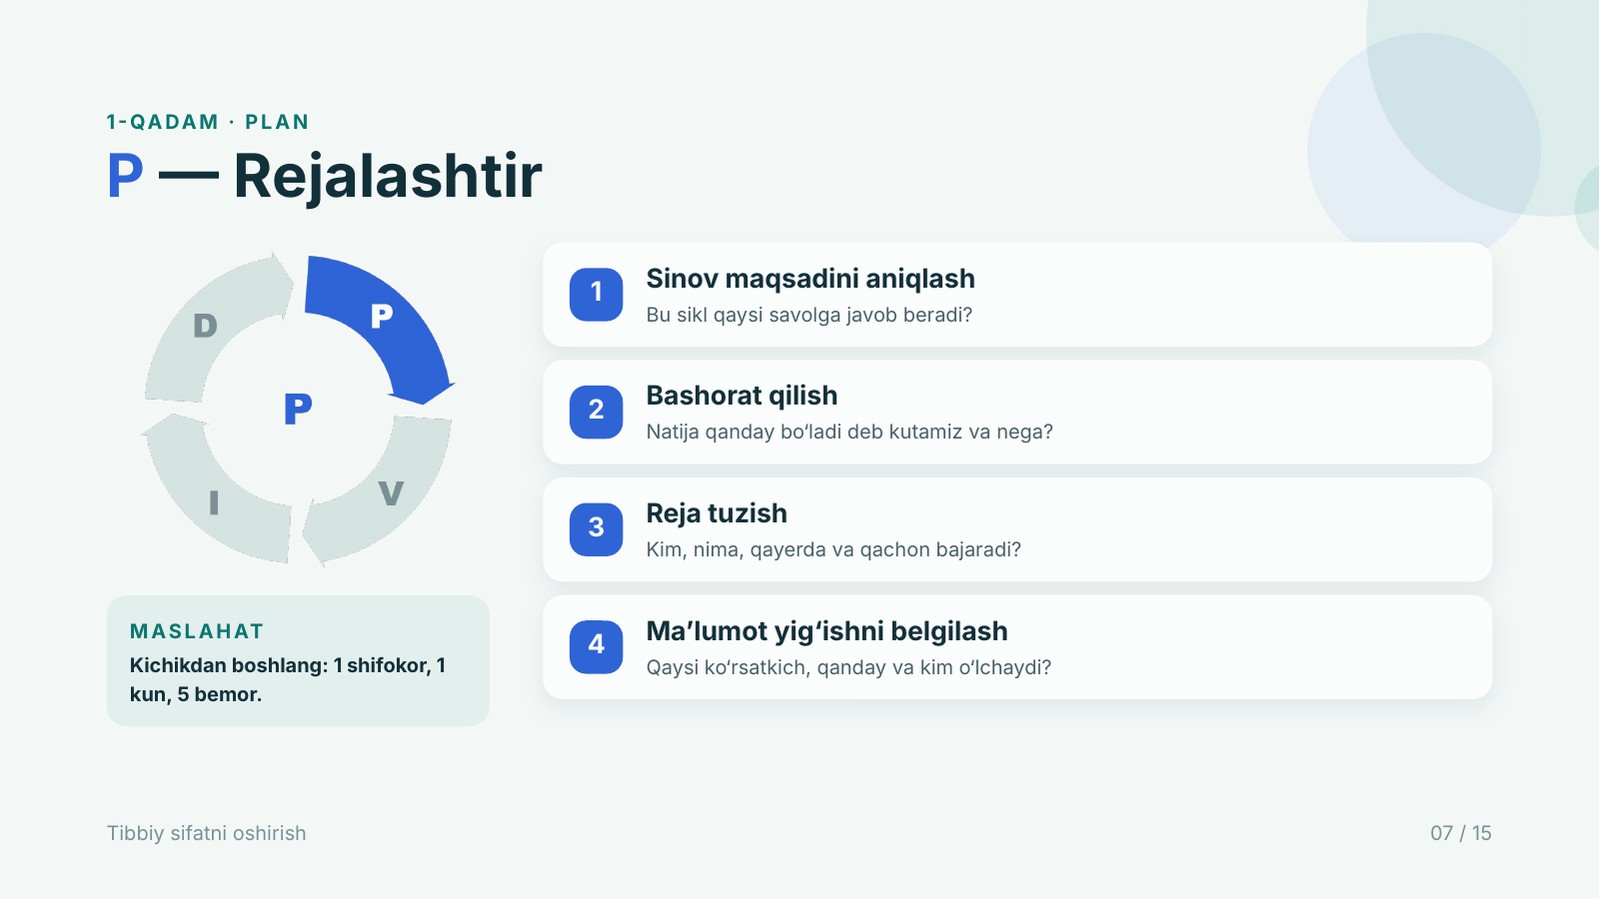 1-QADAM · PLAN
P — Rejalashtir
D
P
P
I
V
MASLAHAT
Kichikdan boshlang: 1 shifokor, 1
kun, 5 bemor.
1
Sinov maqsadini aniqlash
Bu sikl qaysi savolga javob beradi?
2
Bashorat qilish
Natija qanday bo‘ladi deb kutamiz va nega?
3
Reja tuzish
Kim, nima, qayerda va qachon bajaradi?
4
Ma’lumot yig‘ishni belgilash
Qaysi ko‘rsatkich, qanday va kim o‘lchaydi?
Tibbiy sifatni oshirish
07 / 15